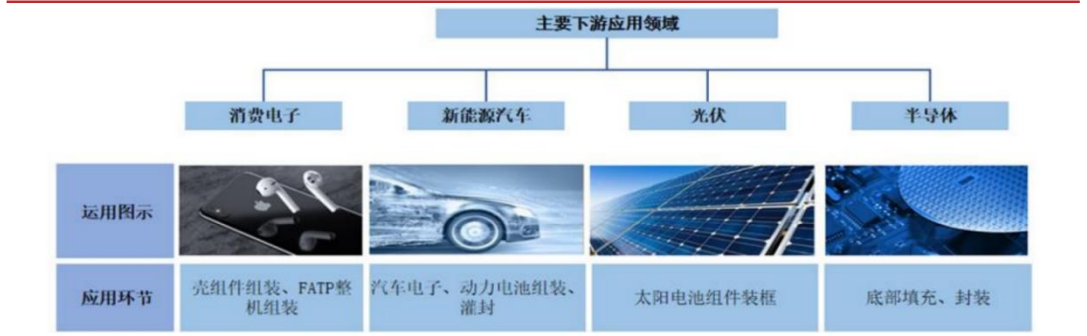 主要下游应用领域
消费电子
新能源汽车
光伏
半导体
运用图示
应用环节
壳组件组装、FATP整
机组装
汽车电子、动力电池组装、
灌封
太阳电池组件装框
底部填充、封装